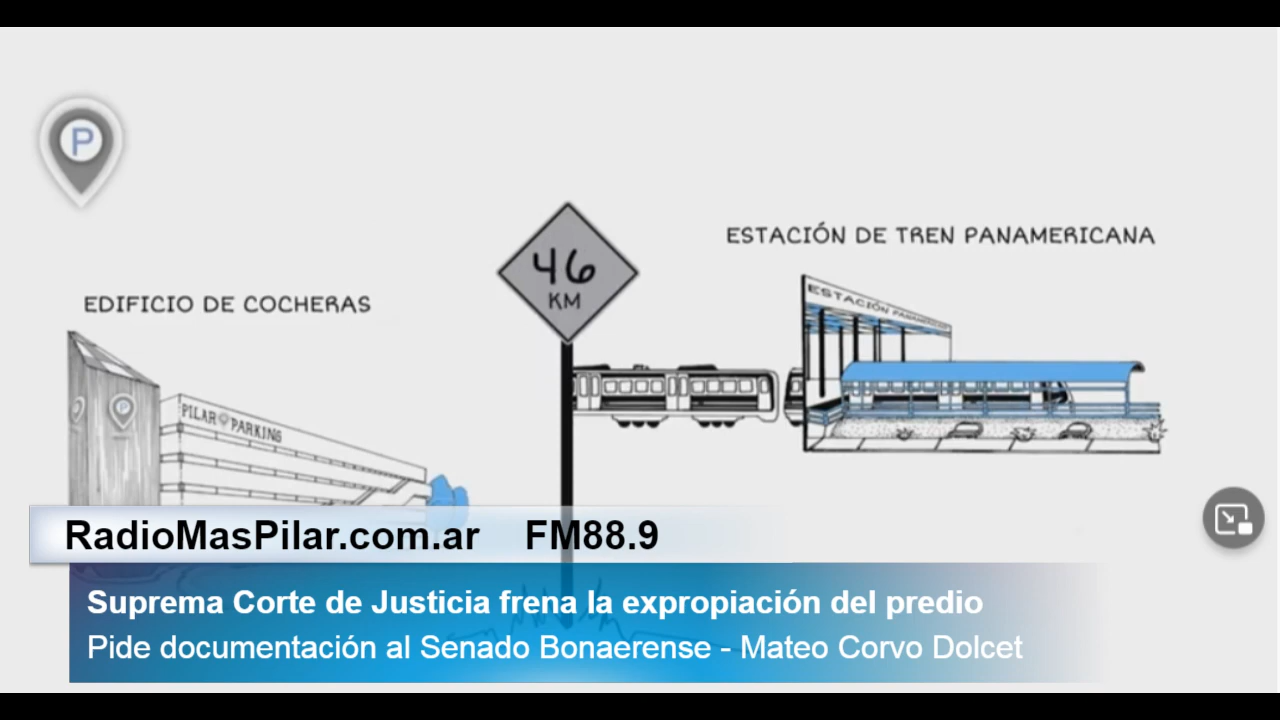 P
ESTACIÓN DE TREN PANAMERICANA
46
KM
EDIFICIO DE COCHERAS
ESTACIÓN
PILAR PARKING
RadioMasPilar.com.ar FM88.9
Suprema Corte de Justicia frena la expropiación del predio
Pide documentación al Senado Bonaerense - Mateo Corvo Dolcet